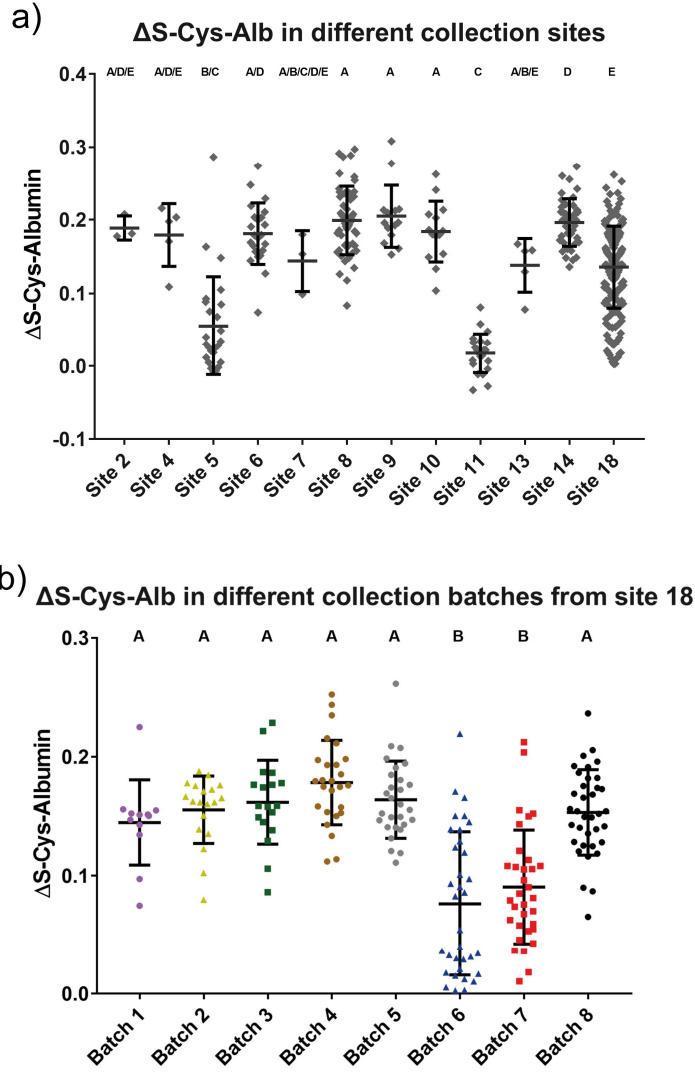 a)
ΔS-Cys-Alb in different collection sites
A/D/E A/D/E B/C A/D A/B/C/D/E A A A C A/B/E D E
0.4
0.3
0.2
0.1
0.0
-0.1
ΔS-Cys-Albumin
Site 2 Site 4 Site 5 Site 6 Site 7 Site 8 Site 9 Site 10 Site 11 Site 13 Site 14 Site 18
b)
ΔS-Cys-Alb in different collection batches from site 18
A A A A A B B A
0.3
0.2
0.1
0.0
ΔS-Cys-Albumin
Batch 1 Batch 2 Batch 3 Batch 4 Batch 5 Batch 6 Batch 7 Batch 8